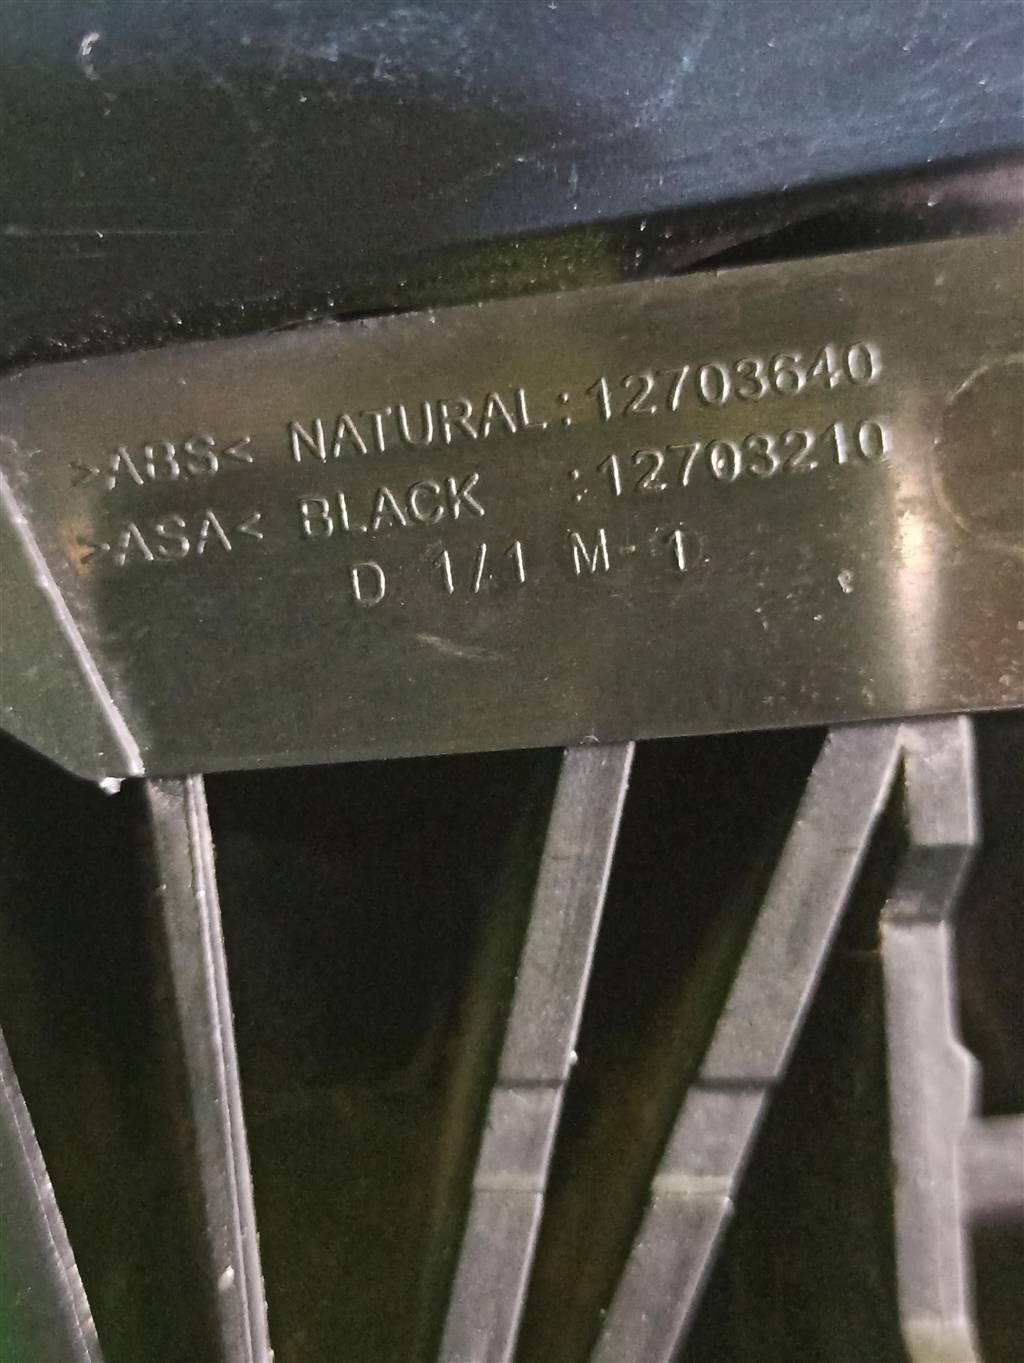 >ABS< NATURAL:12703640
>ASA< BLACK :12703210
D 1/1 M-1